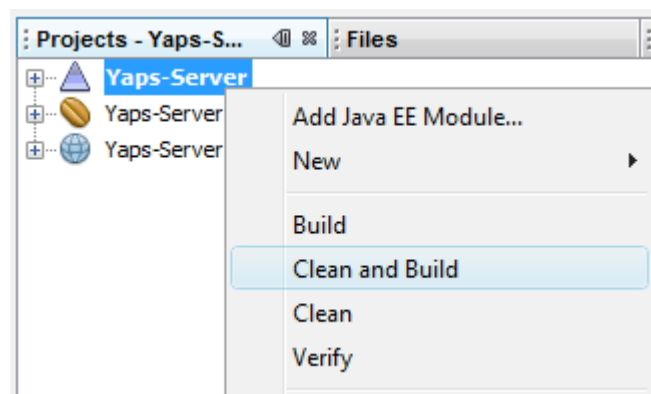 Projects - Yaps-S... Files
Yaps-Server
Yaps-Server
Yaps-Server
Add Java EE Module...
New
Build
Clean and Build
Clean
Verify